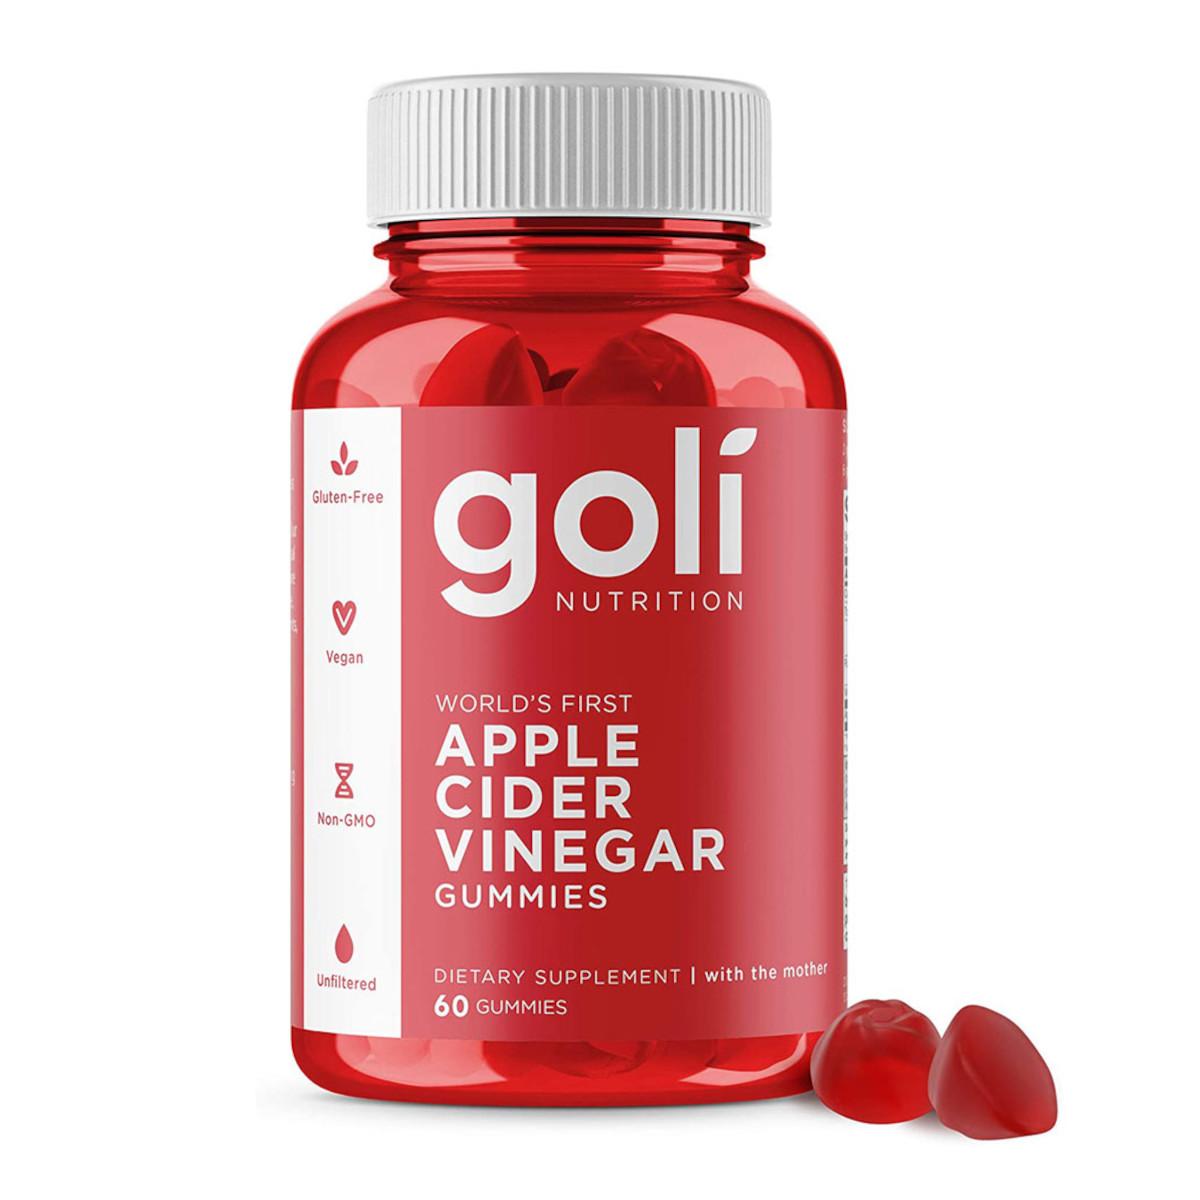 goli
NUTRITION
Gluten-Free
Vegan
Non-GMO
Unfiltered
WORLD'S FIRST
APPLE
CIDER
VINEGAR
GUMMIES
DIETARY SUPPLEMENT | with the mother
60 GUMMIES